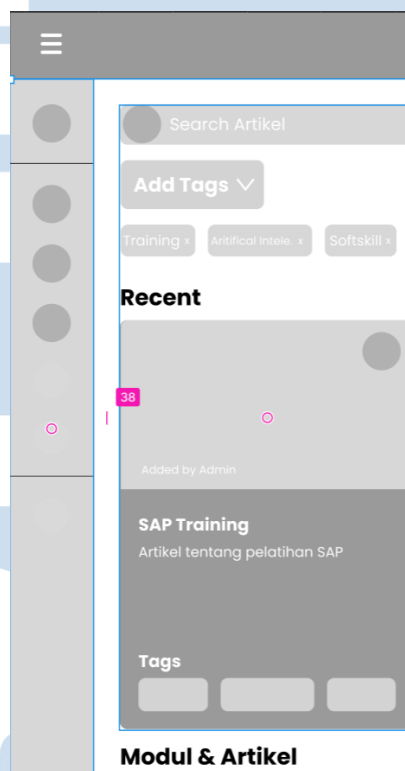 Search Artikel
Add Tags
Training x
Aritifical Intele. x
Softskill x
Recent
38
Added by Admin
SAP Training
Artikel tentang pelatihan SAP
Tags
Modul & Artikel